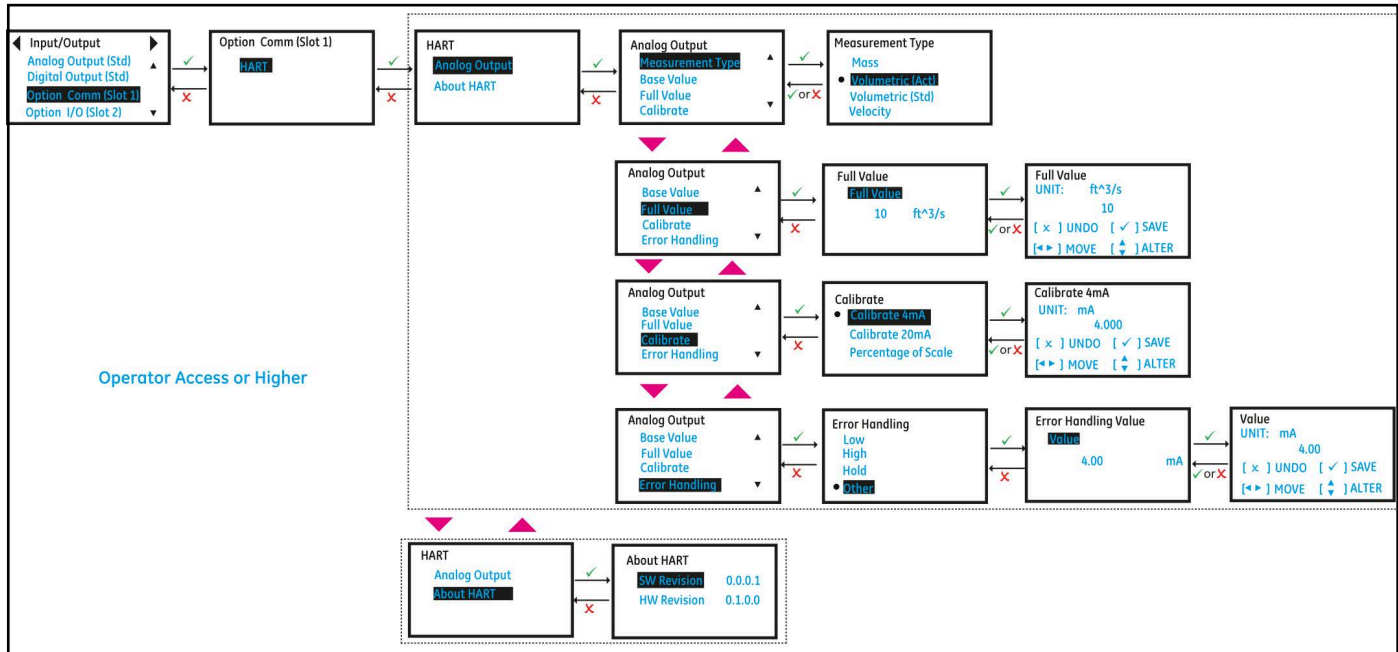 Input/Output
Analog Output (Std)
Digital Output (Std)
Option Comm (Slot 1)
Option I/O (Slot 2)
Option Comm (Slot 1)
HART
HART
Analog Output
About HART
Analog Output
Measurement Type
Base Value
Full Value
Calibrate
or
Measurement Type
Mass
Volumetric (Act)
Volumetric (Std)
Velocity
Analog Output
Base Value
Full Value
Calibrate
Error Handling
Full Value
Full Value
10 ft^3/s
or
Full Value
UNIT: ft^3/s
10
[ x ] UNDO [ ✓ ] SAVE
[◄ ►] MOVE [▲▼] ALTER
Analog Output
Base Value
Full Value
Calibrate
Error Handling
Calibrate
Calibrate 4mA
Calibrate 20mA
Percentage of Scale
or
Calibrate 4mA
UNIT: mA
4.000
[ x ] UNDO [ ✓ ] SAVE
[◄ ►] MOVE [▲▼] ALTER
Operator Access or Higher
Analog Output
Base Value
Full Value
Calibrate
Error Handling
Error Handling
Low
High
Hold
Other
Error Handling Value
Value
4.00 mA
or
Value
UNIT: mA
4.00
[ x ] UNDO [ ✓ ] SAVE
[◄ ►] MOVE [▲▼] ALTER
HART
Analog Output
About HART
About HART
SW Revision 0.0.0.1
HW Revision 0.1.0.0